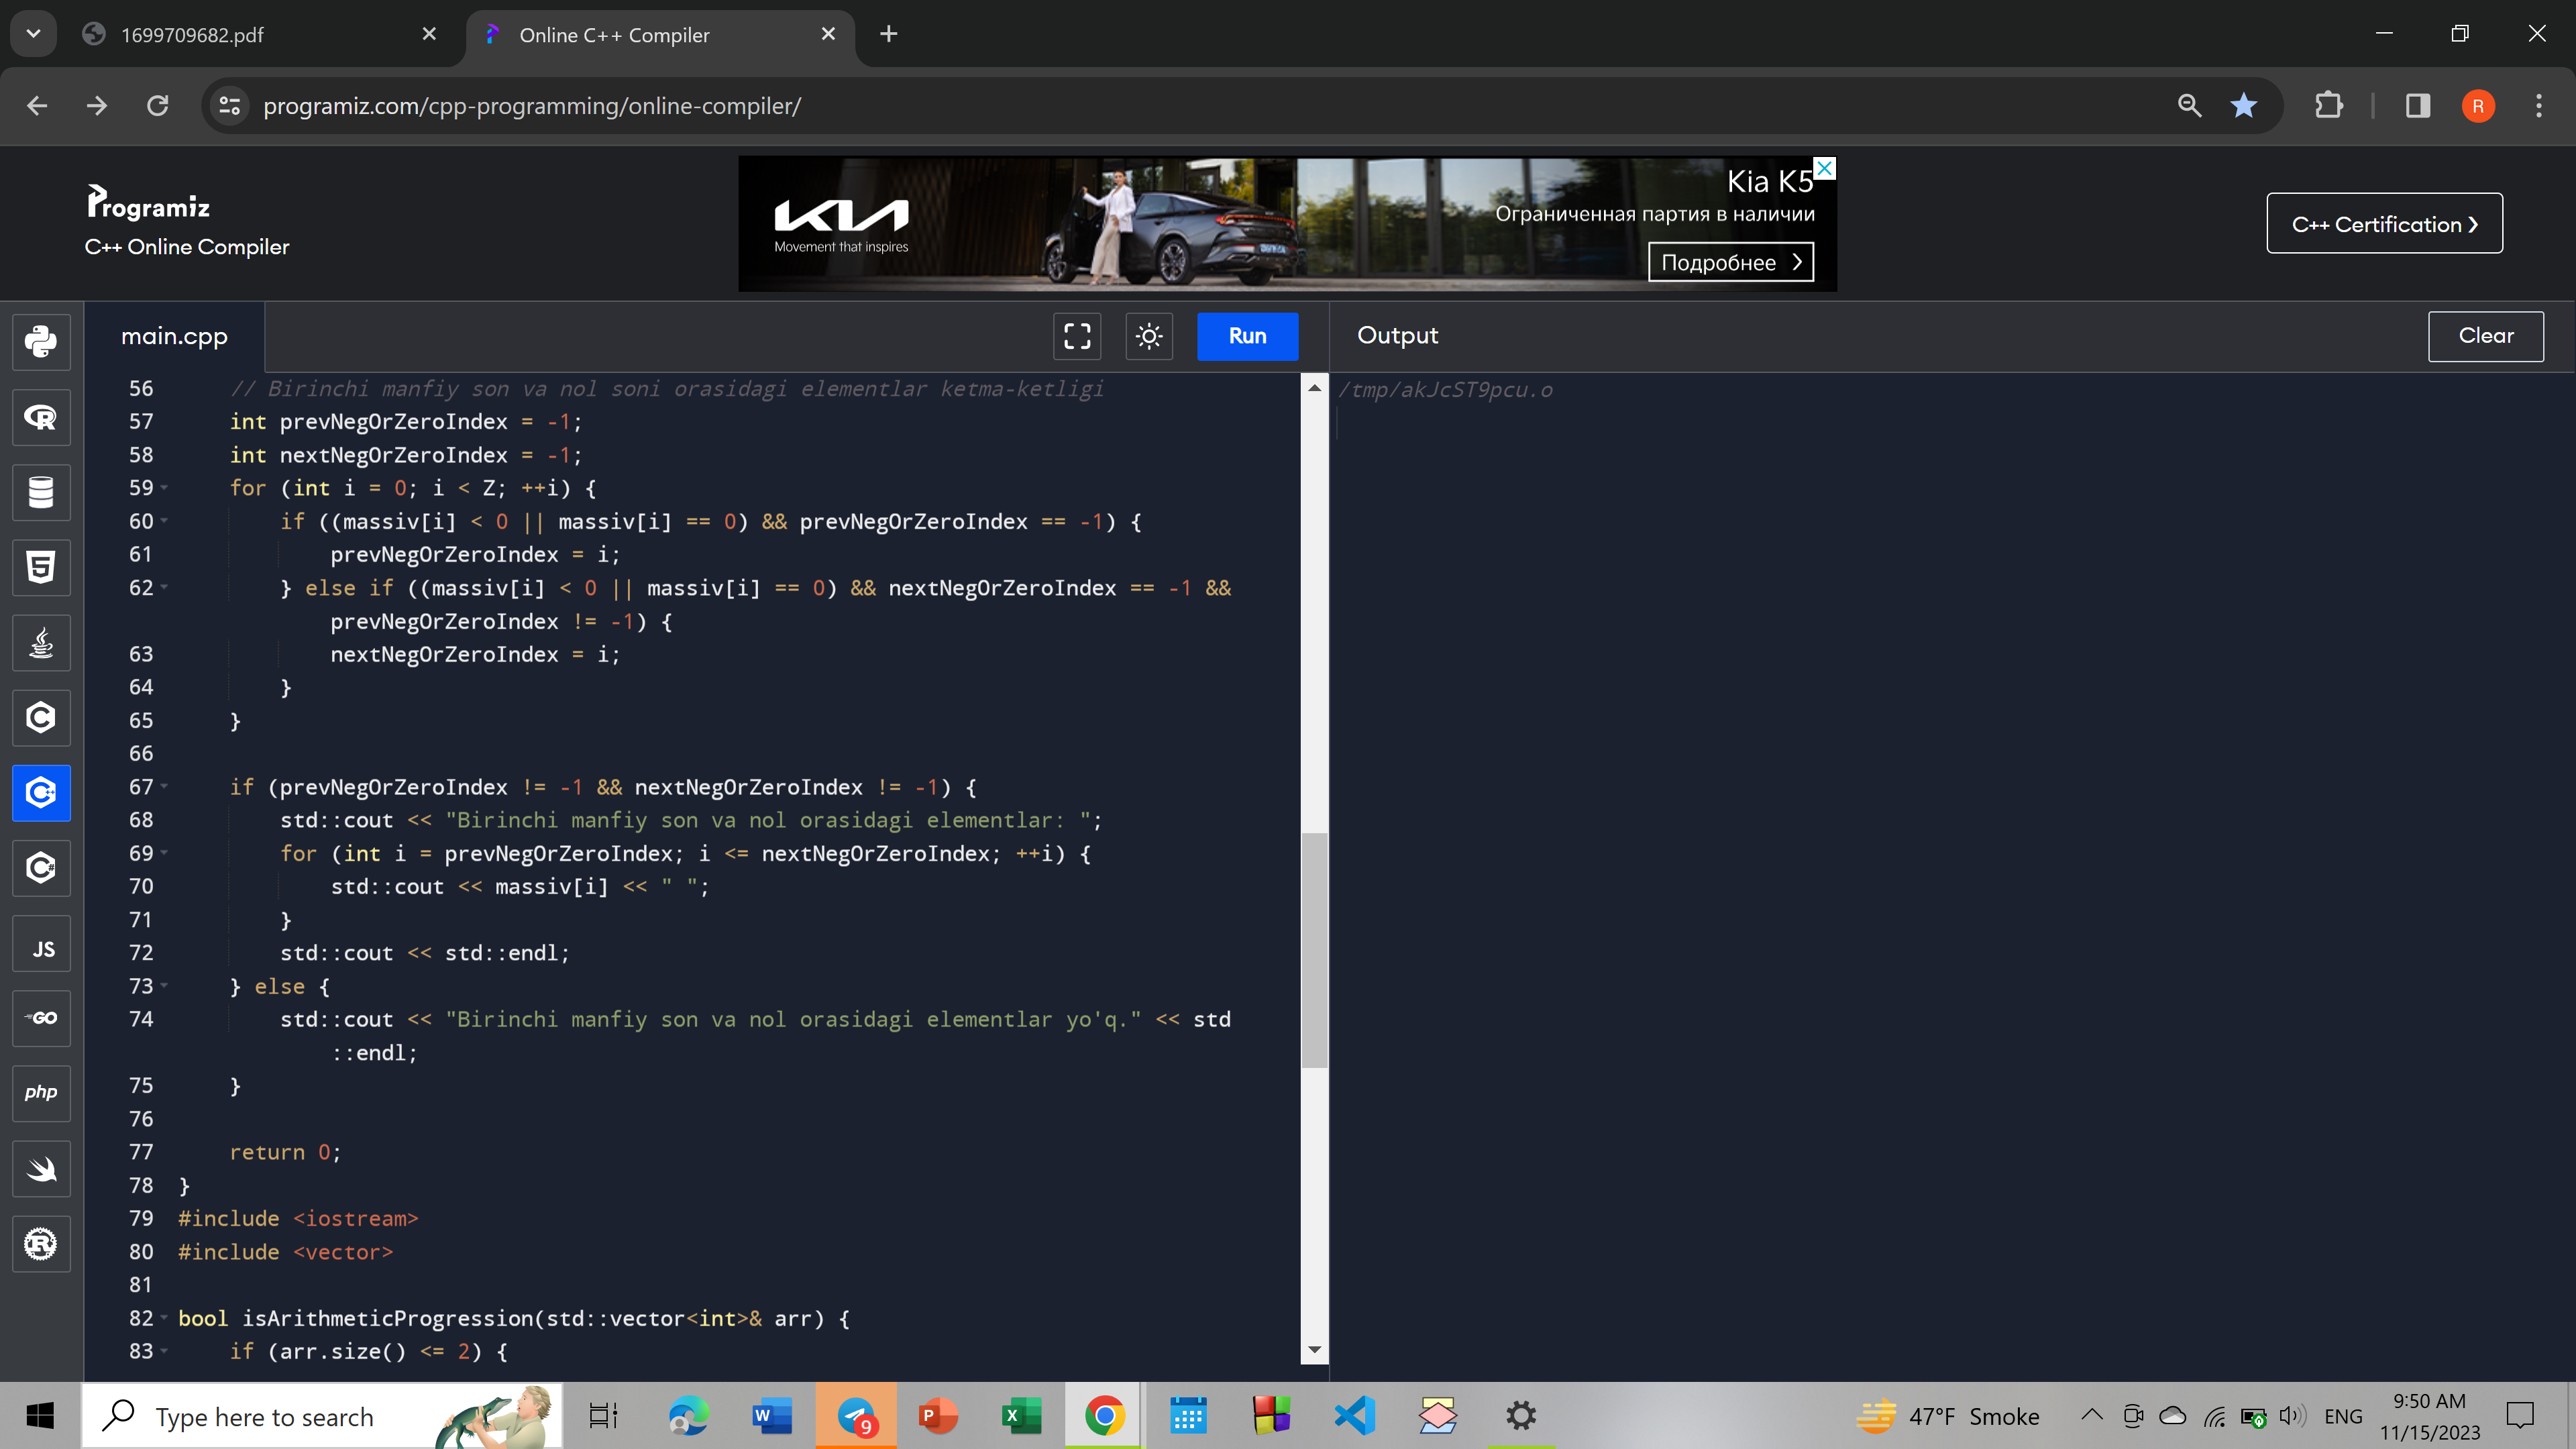 1699709682.pdf
Online C++ Compiler
programiz.com/cpp-programming/online-compiler/
R
Programiz
C++ Online Compiler
KIA
Movement that inspires
Kia K5
Ограниченная партия в наличии
Подробнее
C++ Certification ❯
main.cpp
Run
Output
Clear
/tmp/akJcST9pcu.o
56 // Birinchi manfiy son va nol soni orasidagi elementlar ketma-ketligi
57 int prevNegOrZeroIndex = -1;
58 int nextNegOrZeroIndex = -1;
59 for (int i = 0; i < Z; ++i) {
60 if ((massiv[i] < 0 || massiv[i] == 0) && prevNegOrZeroIndex == -1) {
61 prevNegOrZeroIndex = i;
62 } else if ((massiv[i] < 0 || massiv[i] == 0) && nextNegOrZeroIndex == -1 &&
prevNegOrZeroIndex != -1) {
63 nextNegOrZeroIndex = i;
64 }
65 }
66
67 if (prevNegOrZeroIndex != -1 && nextNegOrZeroIndex != -1) {
68 std::cout << "Birinchi manfiy son va nol orasidagi elementlar: ";
69 for (int i = prevNegOrZeroIndex; i <= nextNegOrZeroIndex; ++i) {
70 std::cout << massiv[i] << " ";
71 }
72 std::cout << std::endl;
73 } else {
74 std::cout << "Birinchi manfiy son va nol orasidagi elementlar yo'q." << std
::endl;
75 }
76
77 return 0;
78 }
79 #include <iostream>
80 #include <vector>
81
82 bool isArithmeticProgression(std::vector<int>& arr) {
83 if (arr.size() <= 2) {
R
5
C
C++
C#
JS
GO
php
R
Type here to search
W
9
P
X
47°F Smoke
ENG
9:50 AM
11/15/2023